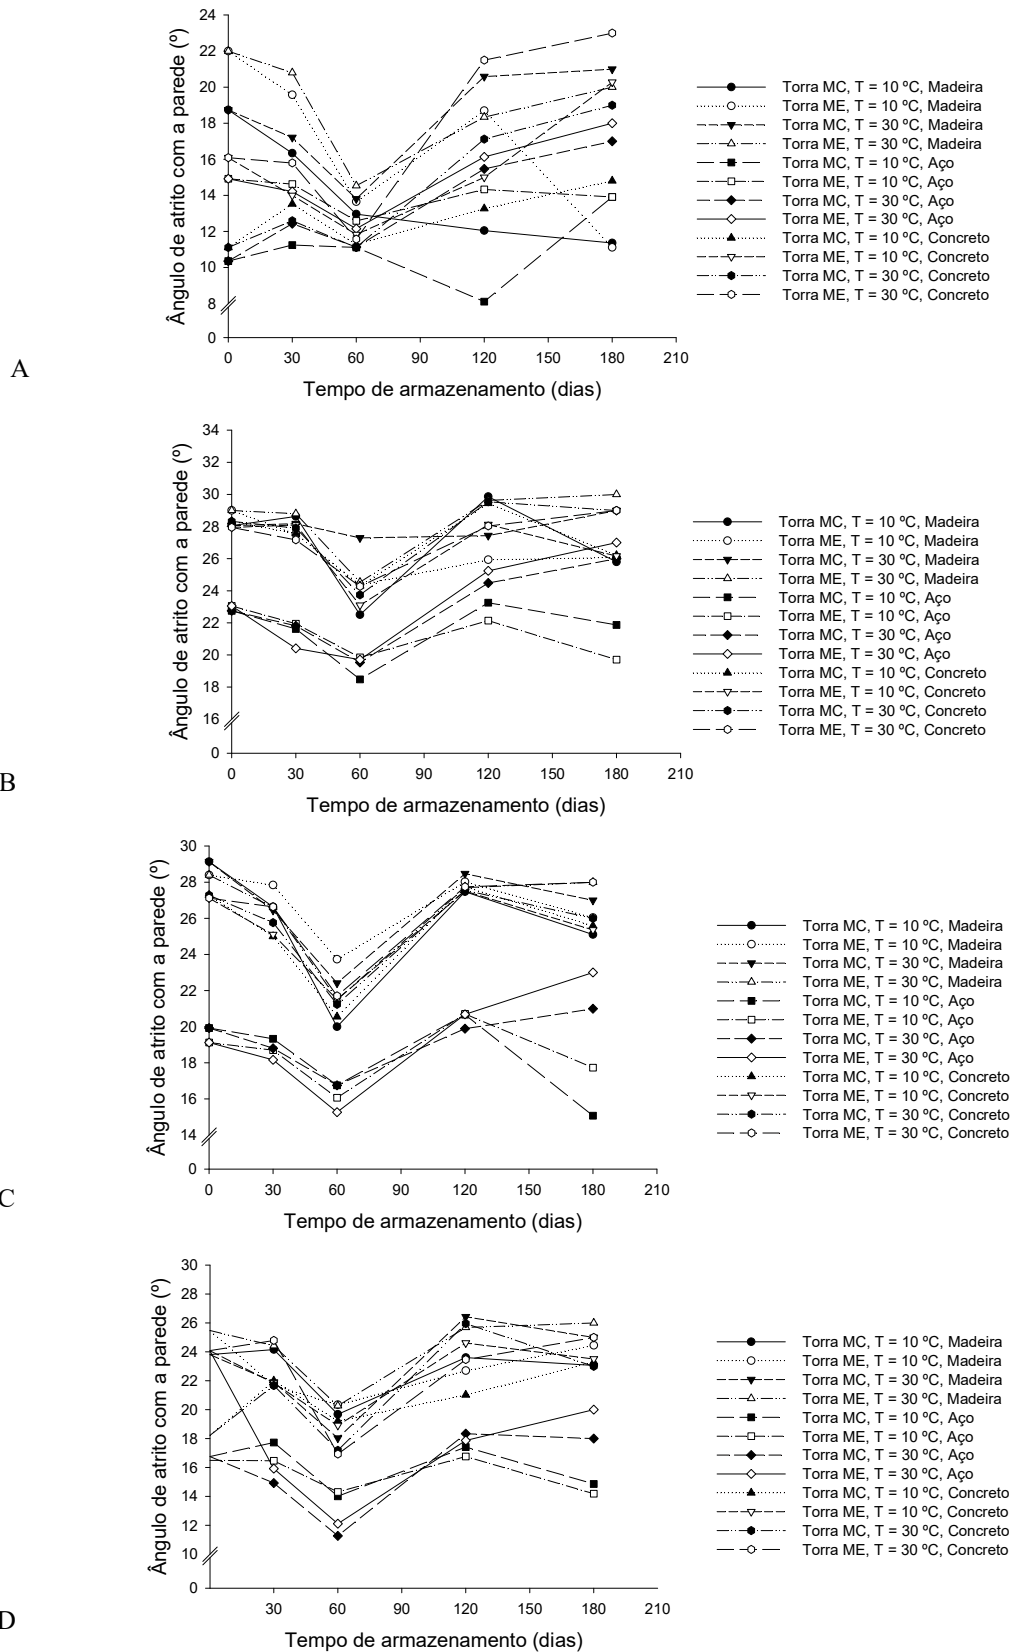 24
22
20
18
16
14
12
10
8
0
Ângulo de atrito com a parede (º)
0 30 60 90 120 150 180 210
Tempo de armazenamento (dias)
Torra MC, T = 10 ºC, Madeira
Torra ME, T = 10 ºC, Madeira
Torra MC, T = 30 ºC, Madeira
Torra ME, T = 30 ºC, Madeira
Torra MC, T = 10 ºC, Aço
Torra ME, T = 10 ºC, Aço
Torra MC, T = 30 ºC, Aço
Torra ME, T = 30 ºC, Aço
Torra MC, T = 10 ºC, Concreto
Torra ME, T = 10 ºC, Concreto
Torra MC, T = 30 ºC, Concreto
Torra ME, T = 30 ºC, Concreto
A
34
32
30
28
26
24
22
20
18
16
0
Ângulo de atrito com a parede (º)
0 30 60 90 120 150 180 210
Tempo de armazenamento (dias)
Torra MC, T = 10 ºC, Madeira
Torra ME, T = 10 ºC, Madeira
Torra MC, T = 30 ºC, Madeira
Torra ME, T = 30 ºC, Madeira
Torra MC, T = 10 ºC, Aço
Torra ME, T = 10 ºC, Aço
Torra MC, T = 30 ºC, Aço
Torra ME, T = 30 ºC, Aço
Torra MC, T = 10 ºC, Concreto
Torra ME, T = 10 ºC, Concreto
Torra MC, T = 30 ºC, Concreto
Torra ME, T = 30 ºC, Concreto
B
30
28
26
24
22
20
18
16
14
0
Ângulo de atrito com a parede (º)
0 30 60 90 120 150 180 210
Tempo de armazenamento (dias)
Torra MC, T = 10 ºC, Madeira
Torra ME, T = 10 ºC, Madeira
Torra MC, T = 30 ºC, Madeira
Torra ME, T = 30 ºC, Madeira
Torra MC, T = 10 ºC, Aço
Torra ME, T = 10 ºC, Aço
Torra MC, T = 30 ºC, Aço
Torra ME, T = 30 ºC, Aço
Torra MC, T = 10 ºC, Concreto
Torra ME, T = 10 ºC, Concreto
Torra MC, T = 30 ºC, Concreto
Torra ME, T = 30 ºC, Concreto
C
30
28
26
24
22
20
18
16
14
12
10
0
Ângulo de atrito com a parede (º)
30 60 90 120 150 180 210
Tempo de armazenamento (dias)
Torra MC, T = 10 ºC, Madeira
Torra ME, T = 10 ºC, Madeira
Torra MC, T = 30 ºC, Madeira
Torra ME, T = 30 ºC, Madeira
Torra MC, T = 10 ºC, Aço
Torra ME, T = 10 ºC, Aço
Torra MC, T = 30 ºC, Aço
Torra ME, T = 30 ºC, Aço
Torra MC, T = 10 ºC, Concreto
Torra ME, T = 10 ºC, Concreto
Torra MC, T = 30 ºC, Concreto
Torra ME, T = 30 ºC, Concreto
D